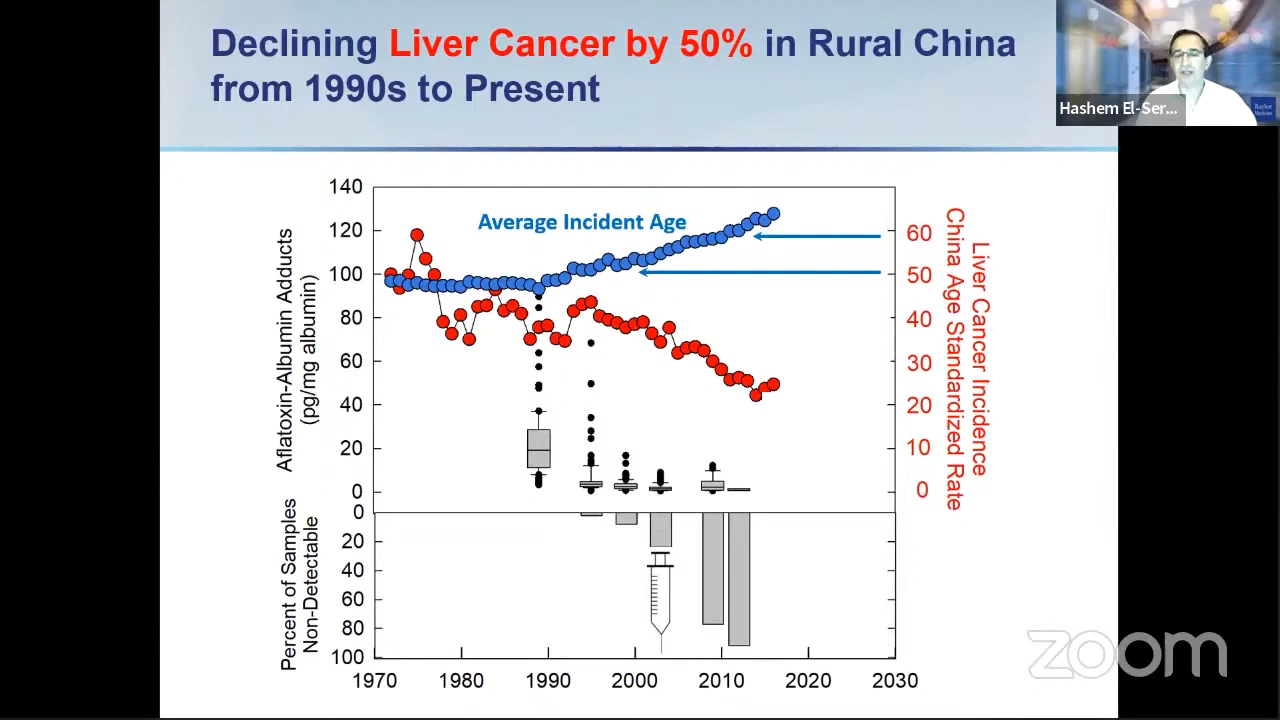 Declining Liver Cancer by 50% in Rural China
from 1990s to Present
Hashem El-Ser...
Baylor
Medicine
Average Incident Age
Aflatoxin-Albumin Adducts
(pg/mg albumin)
140
120
100
80
60
40
20
0
Liver Cancer Incidence
China Age Standardized Rate
60
50
40
30
20
10
0
Percent of Samples
Non-Detectable
0
20
40
60
80
100
1970 1980 1990 2000 2010 2020 2030
zoom